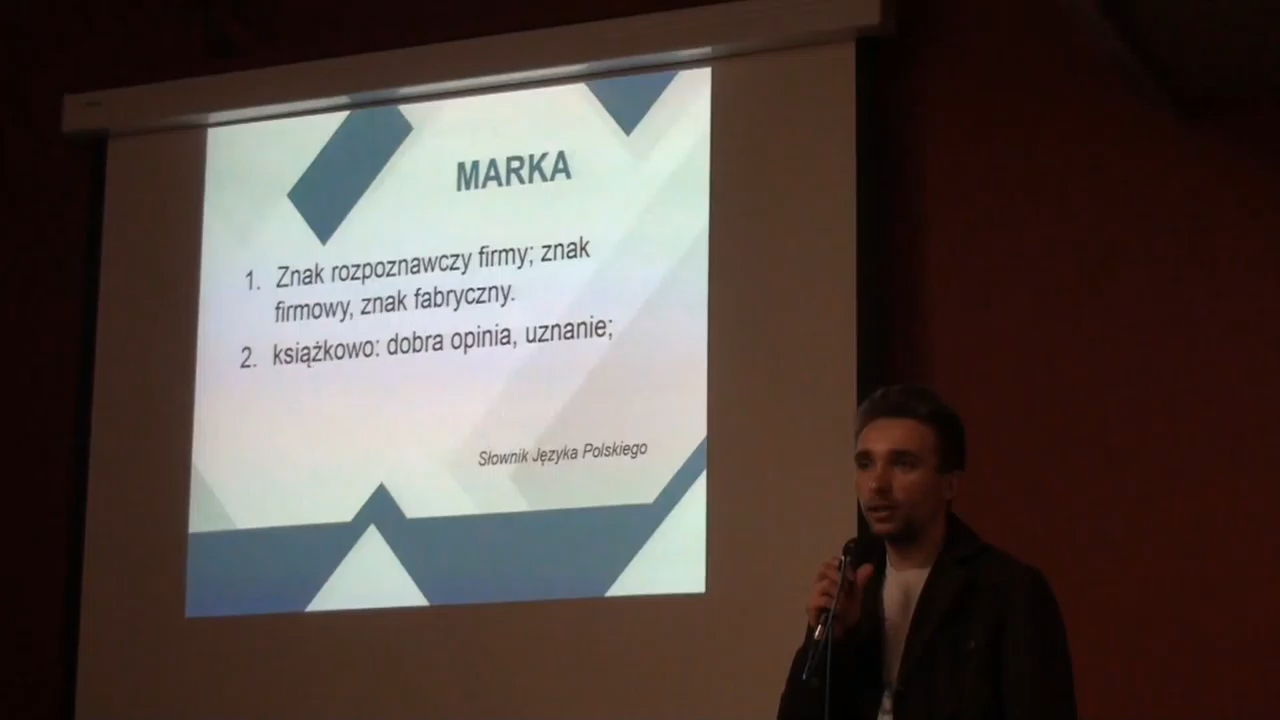 MARKA
1. Znak rozpoznawczy firmy; znak
firmowy, znak fabryczny.
2. książkowo: dobra opinia, uznanie;
Słownik Języka Polskiego